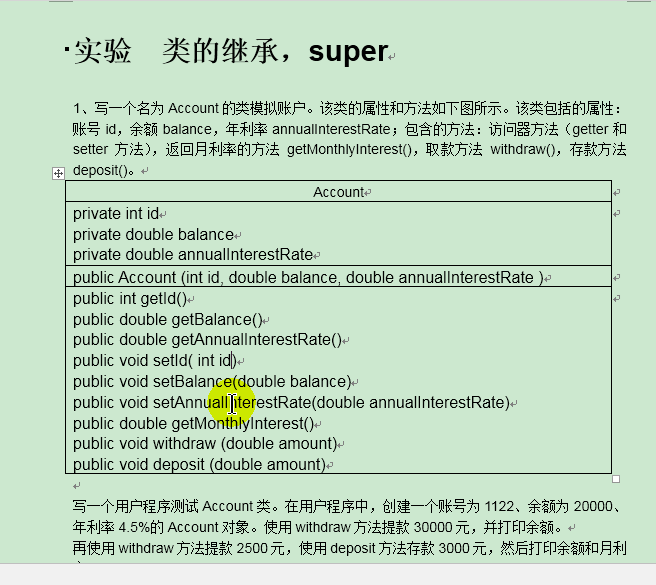 ·实验 类的继承，super
1、写一个名为 Account 的类模拟账户。该类的属性和方法如下图所示。该类包括的属性：
账号 id，余额 balance，年利率 annualInterestRate；包含的方法：访问器方法（getter 和
setter 方法），返回月利率的方法 getMonthlyInterest()，取款方法 withdraw()，存款方法
deposit()。
Account
private int id
private double balance
private double annualInterestRate
public Account (int id, double balance, double annualInterestRate )
public int getId()
public double getBalance()
public double getAnnualInterestRate()
public void setId( int id)
public void setBalance(double balance)
public void setAnnualInterestRate(double annualInterestRate)
public double getMonthlyInterest()
public void withdraw (double amount)
public void deposit (double amount)
写一个用户程序测试 Account 类。在用户程序中，创建一个账号为 1122、余额为 20000、
年利率 4.5%的 Account 对象。使用 withdraw 方法提款 30000 元，并打印余额。
再使用 withdraw 方法提款 2500 元，使用 deposit 方法存款 3000 元，然后打印余额和月利